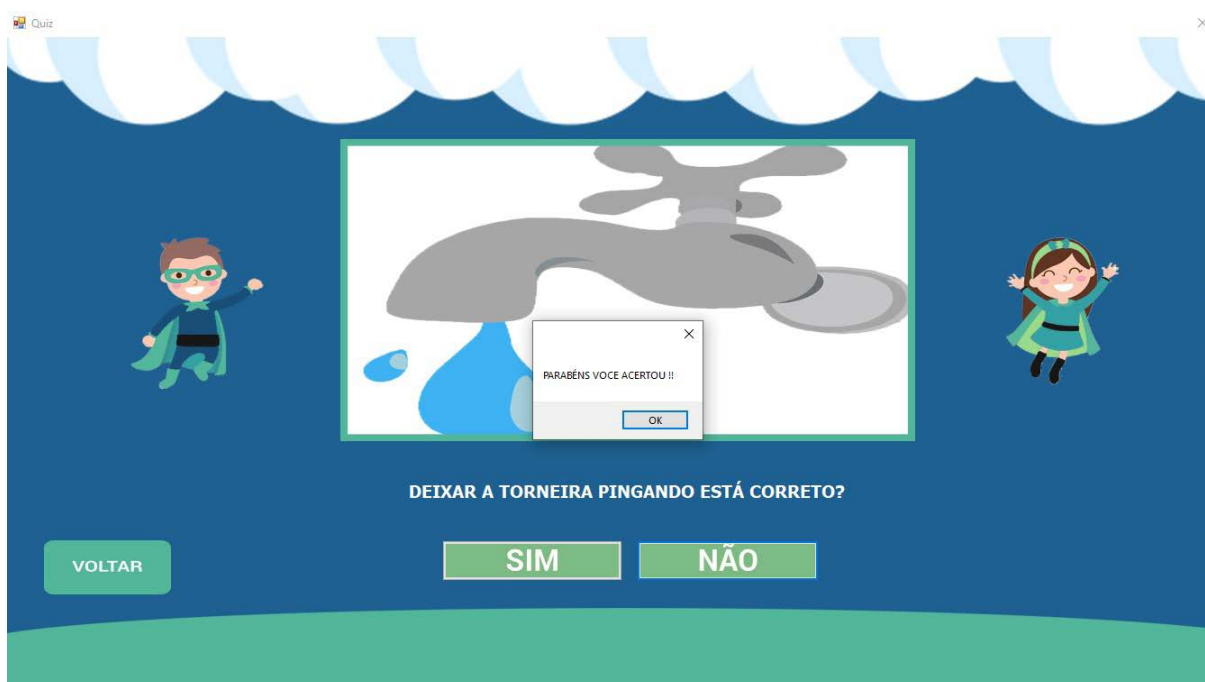 Quiz
PARABÉNS VOCE ACERTOU !!
OK
DEIXAR A TORNEIRA PINGANDO ESTÁ CORRETO?
SIM
NÃO
VOLTAR